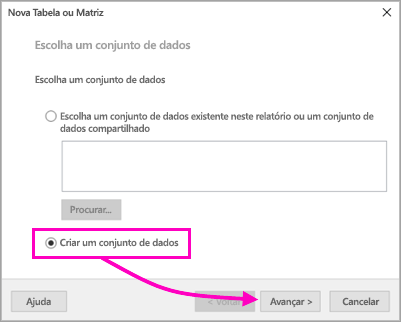 Nova Tabela ou Matriz
Escolha um conjunto de dados
Escolha um conjunto de dados
Escolha um conjunto de dados existente neste relatório ou um conjunto de
dados compartilhado
Procurar...
Criar um conjunto de dados
Ajuda
< Voltar
Avançar >
Cancelar